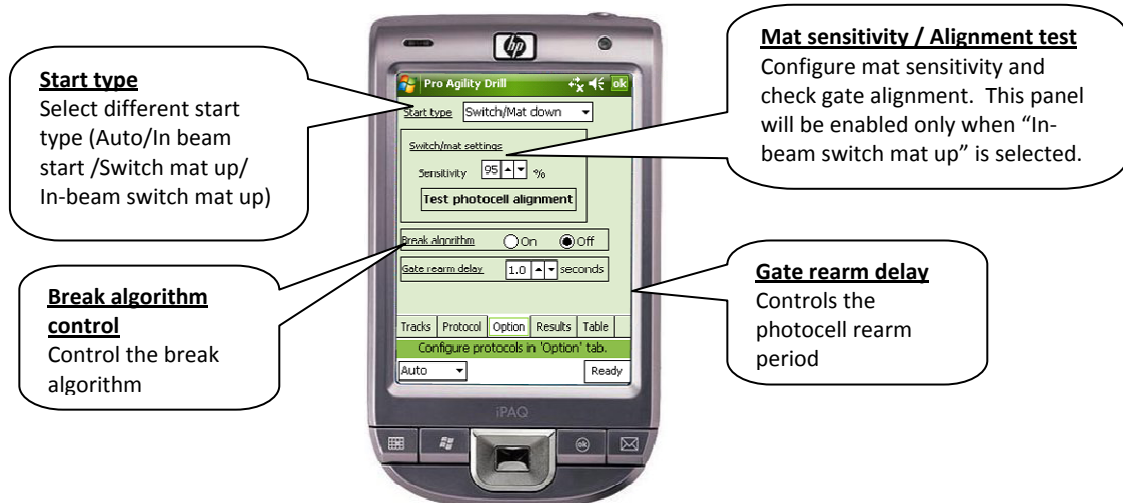 Start type
Select different start
type (Auto/In beam
start /Switch mat up/
In-beam switch mat up)
Break algorithm
control
Control the break
algorithm
hp
Pro Agility Drill
ok
Start type
Switch/Mat down
Switch/mat settings
Sensitivity 95 %
Test photocell alignment
Break algorithm On Off
Gate rearm delay 1.0 seconds
Tracks Protocol Option Results Table
Configure protocols in 'Option' tab.
Auto Ready
iPAQ
ok
Mat sensitivity / Alignment test
Configure mat sensitivity and
check gate alignment. This panel
will be enabled only when "In-
beam switch mat up" is selected.
Gate rearm delay
Controls the
photocell rearm
period